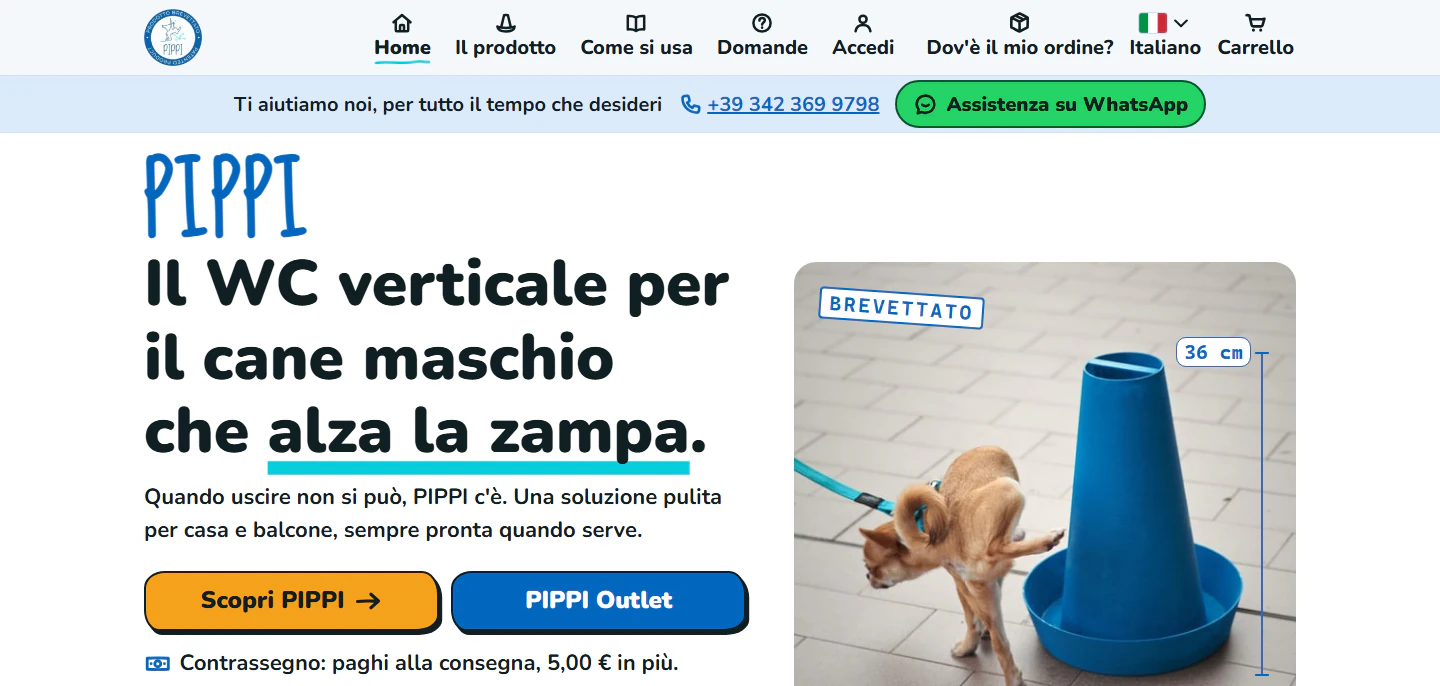 PRODOTTO BREVETTATO
PIPPI
Home
Il prodotto
Come si usa
Domande
Accedi
Dov'è il mio ordine?
Italiano
Carrello
Ti aiutiamo noi, per tutto il tempo che desideri
+39 342 369 9798
Assistenza su WhatsApp
PIPPI
Il WC verticale per
il cane maschio
che alza la zampa.
Quando uscire non si può, PIPPI c'è. Una soluzione pulita
per casa e balcone, sempre pronta quando serve.
Scopri PIPPI →
PIPPI Outlet
Contrassegno: paghi alla consegna, 5,00 € in più.
BREVETTATO
36 cm